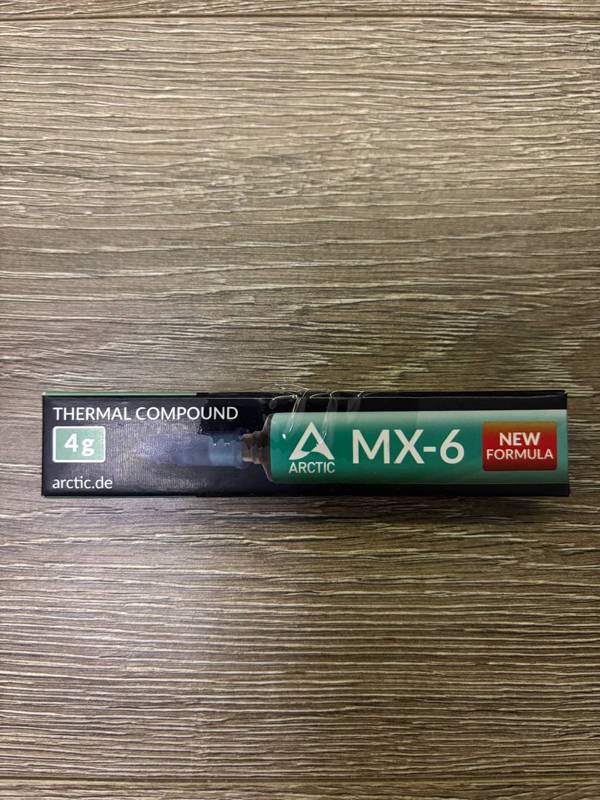 THERMAL COMPOUND
4g
arctic.de
ARCTIC
MX-6
NEW
FORMULA